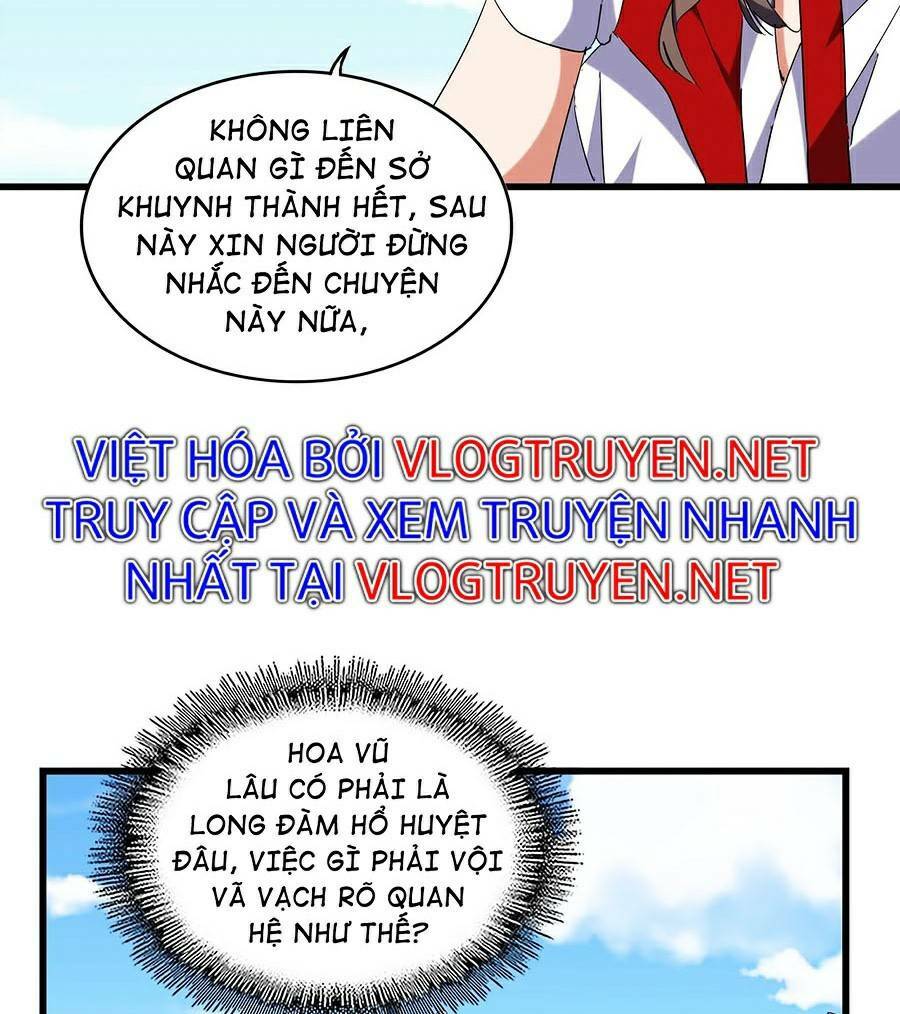 KHÔNG LIÊN
QUAN GÌ ĐẾN SỞ
KHUYNH THÀNH HẾT, SAU
NÀY XIN NGƯỜI ĐỪNG
NHẮC ĐẾN CHUYỆN
NÀY NỮA,
VIỆT HÓA BỞI VLOGTRUYEN.NET
TRUY CẬP VÀ XEM TRUYỆN NHANH
NHẤT TẠI VLOGTRUYEN.NET
HOA VŨ
LÂU CÓ PHẢI LÀ
LONG ĐÀM HỔ HUYỆT
ĐÂU, VIỆC GÌ PHẢI VỘI
VÃ VẠCH RÕ QUAN
HỆ NHƯ THẾ?